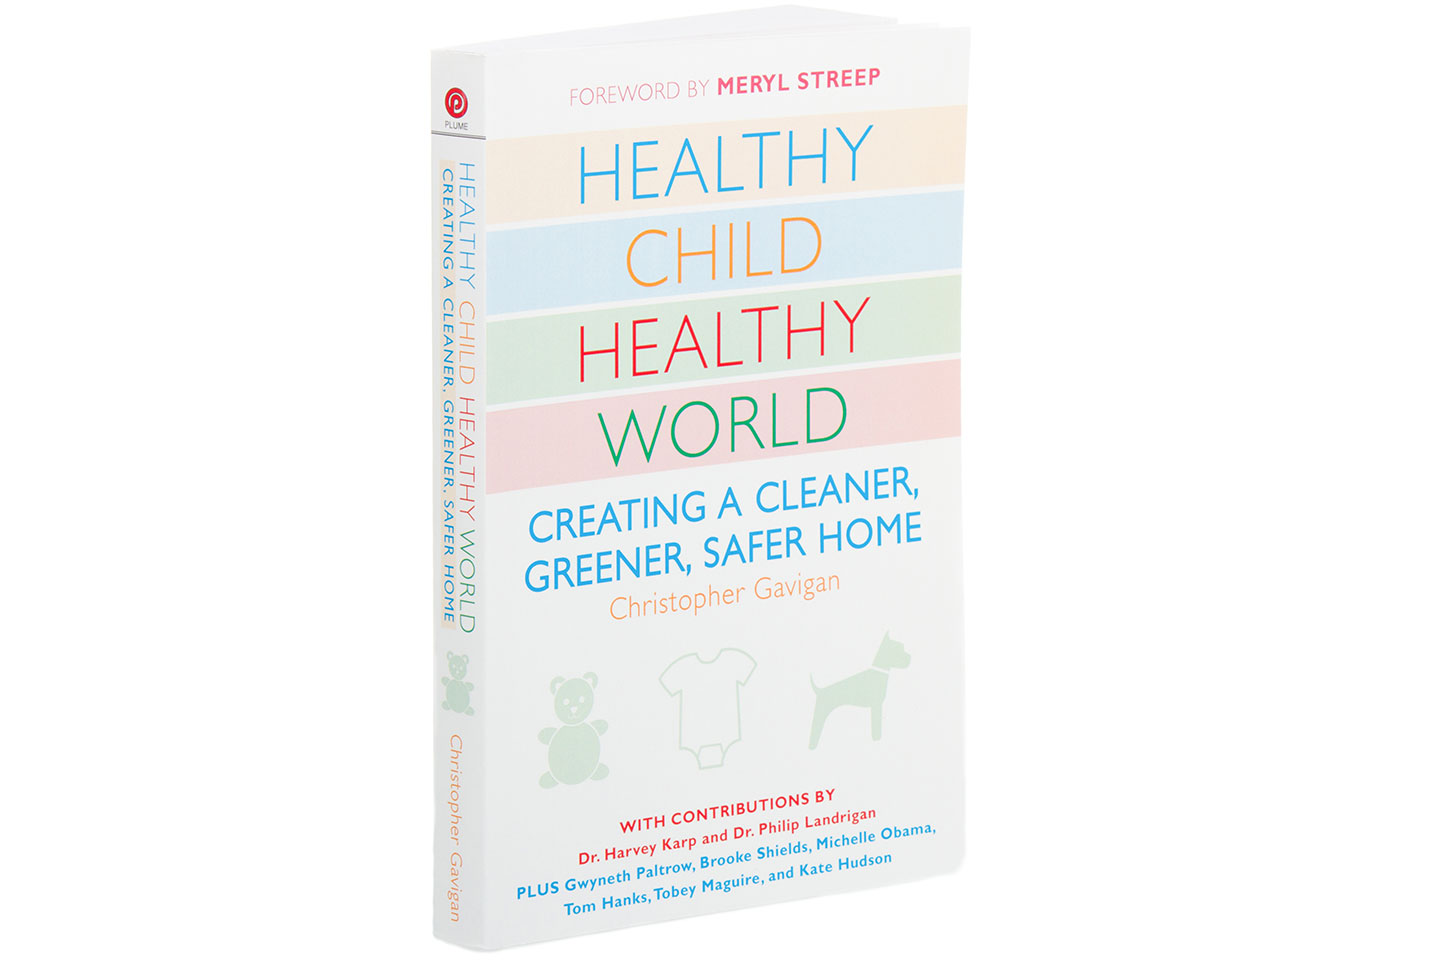 PLUME
HEALTHY CHILD HEALTHY WORLD
CREATING A CLEANER, GREENER, SAFER HOME
Christopher Gavigan
FOREWORD BY MERYL STREEP
HEALTHY
CHILD
HEALTHY
WORLD
CREATING A CLEANER,
GREENER, SAFER HOME
Christopher Gavigan
WITH CONTRIBUTIONS BY
Dr. Harvey Karp and Dr. Philip Landrigan
PLUS Gwyneth Paltrow, Brooke Shields, Michelle Obama,
Tom Hanks, Tobey Maguire, and Kate Hudson